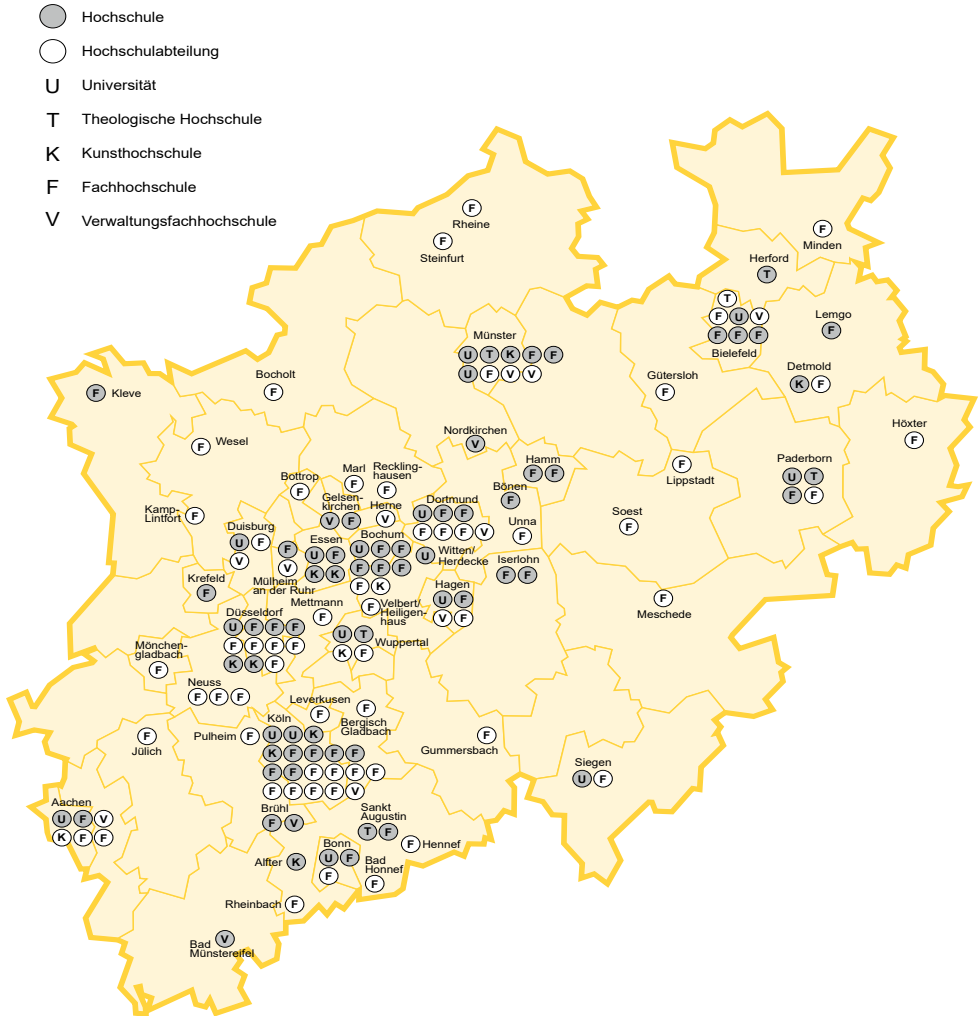 Hochschule
Hochschulabteilung
U Universität
T Theologische Hochschule
K Kunsthochschule
F Fachhochschule
V Verwaltungsfachhochschule
F
Rheine
F
Steinfurt
F
Minden
Herford
T
T
F U V
F F F
Bielefeld
Lemgo
F
Detmold
K F
Münster
U T K F F
U F V V
Gütersloh
F
Bocholt
F
F Kleve
Höxter
F
F Wesel
Nordkirchen
V
Hamm
F F
F
Lippstadt
Paderborn
U T
F F
Bottrop
F
Marl
F
Reckling-
hausen
F
Gelsen-
kirchen
V F
Herne
V
Dortmund
U F F
F F F V
Bönen
F
Unna
F
Soest
F
Kamp-
Lintfort
F
Duisburg
U F
V
F
V
Mülheim
an der Ruhr
Essen
U F
K K
Bochum
U F F
F F F
F K
U Witten/
Herdecke
Iserlohn
F F
Krefeld
F
Mettmann
F
F Velbert/
Heiligen-
haus
Hagen
U F
V F
F
Meschede
Düsseldorf
U F F F
F F F F
K K F
U T
K F
Wuppertal
Mönchen-
gladbach
F
Neuss
F F F
Leverkusen
F
F
Bergisch
Gladbach
F
Jülich
Pulheim F
Köln
U U K
K F F F F
F F F F F F
F F F F V
F
Gummersbach
Siegen
U F
Aachen
U F V
K F F
Brühl
F V
Sankt
Augustin
T F
F Hennef
Alfter K
Bonn
U F
F
Bad
Honnef
F
Rheinbach F
V
Bad
Münstereifel